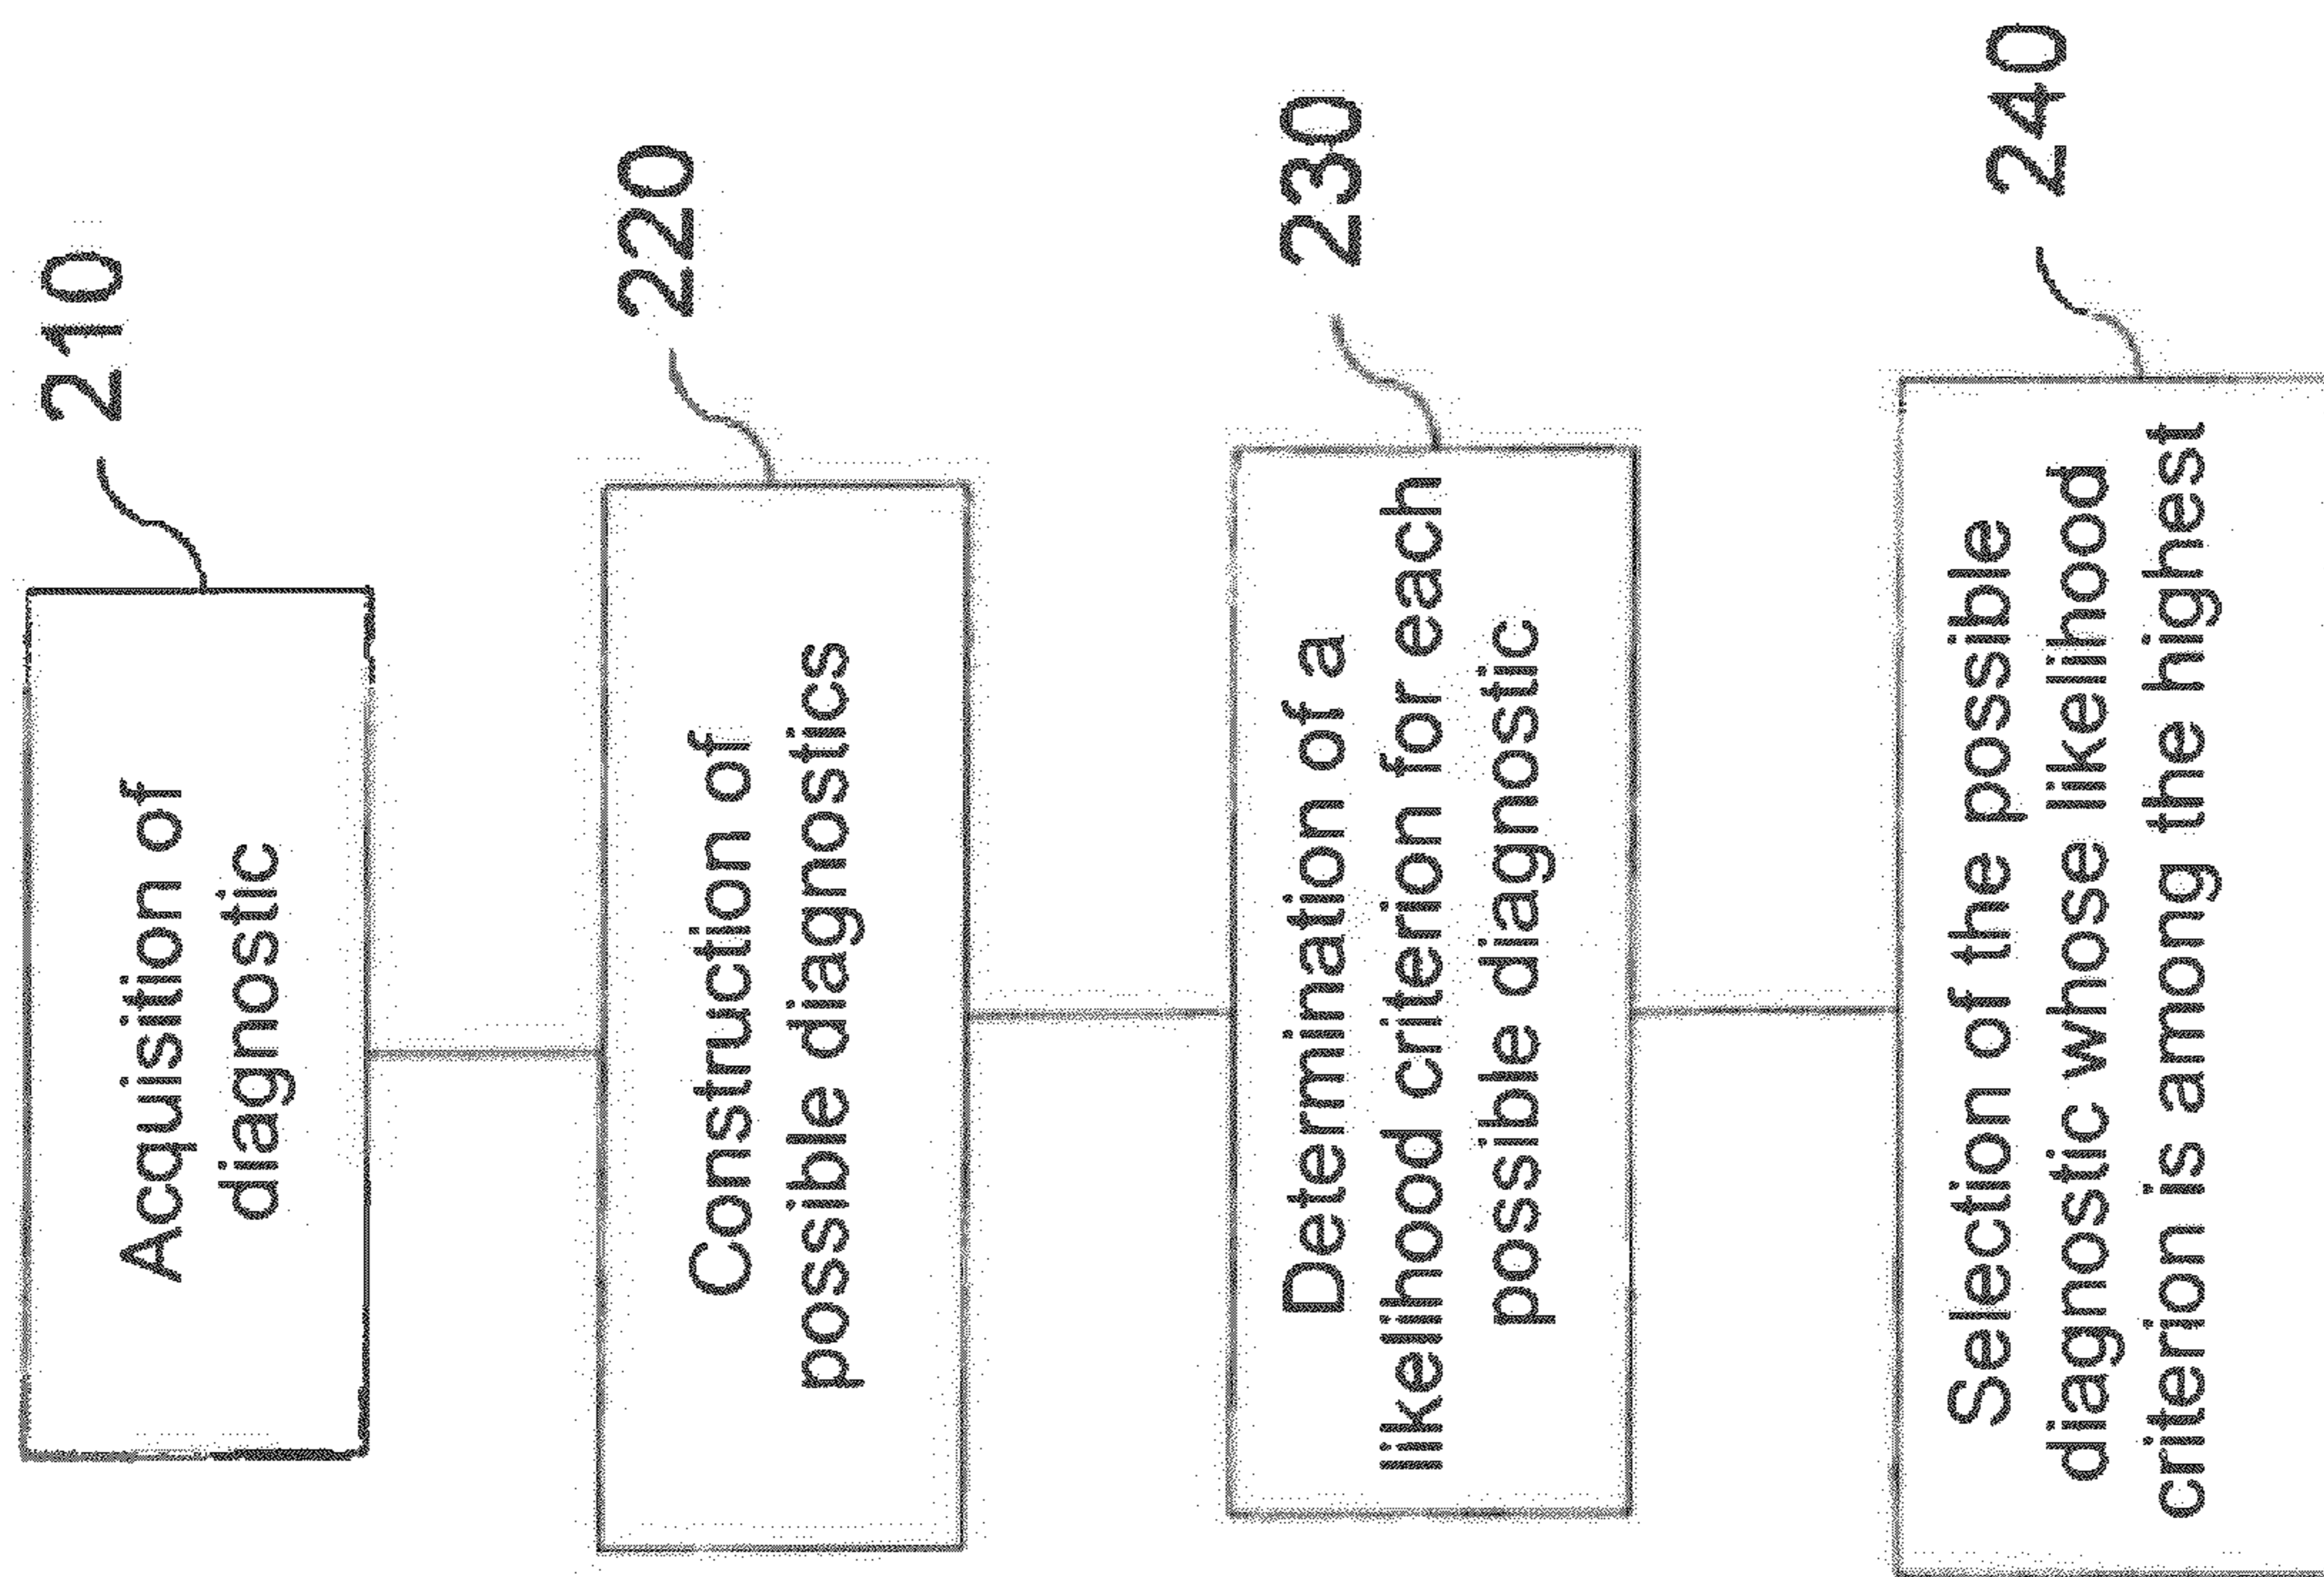 210
Acquisition of
diagnostic
220
Construction of
possible diagnostics
230
Determination of a
likelihood criterion for each
possible diagnostic
240
Selection of the possible
diagnostic whose likelihood
criterion is among the highest